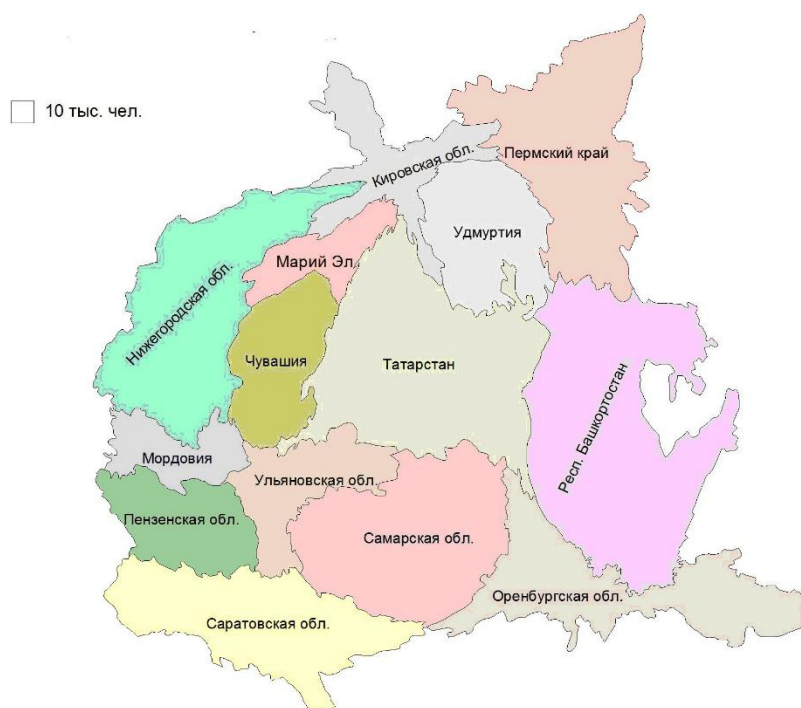 10 тыс. чел.
Кировская обл.
Пермский край
Удмуртия
Нижегородская обл.
Марий Эл
Чувашия
Татарстан
Респ. Башкортостан
Мордовия
Ульяновская обл.
Пензенская обл.
Самарская обл.
Оренбургская обл.
Саратовская обл.